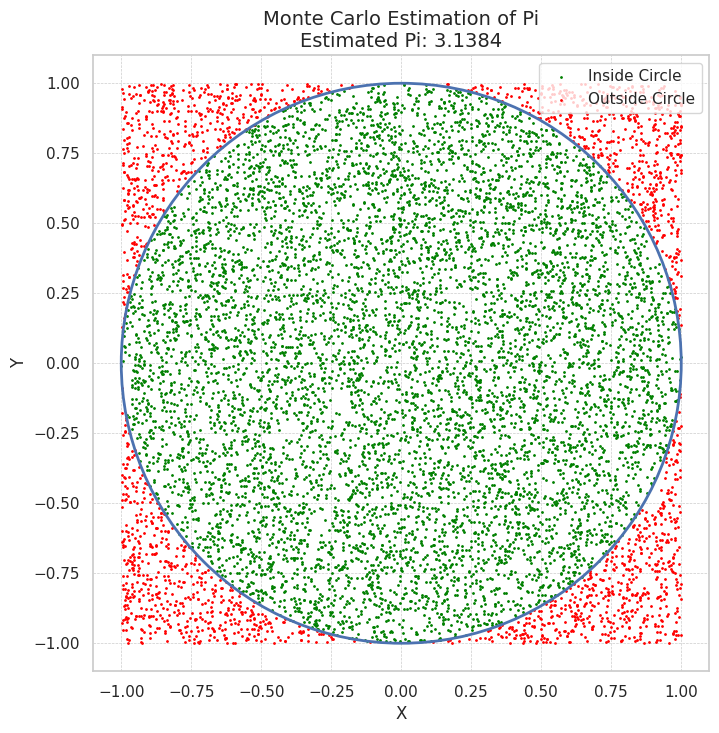 Monte Carlo Estimation of Pi
Estimated Pi: 3.1384
Inside Circle
Outside Circle
1.00
0.75
0.50
0.25
0.00
−0.25
−0.50
−0.75
−1.00
Y
−1.00 −0.75 −0.50 −0.25 0.00 0.25 0.50 0.75 1.00
X